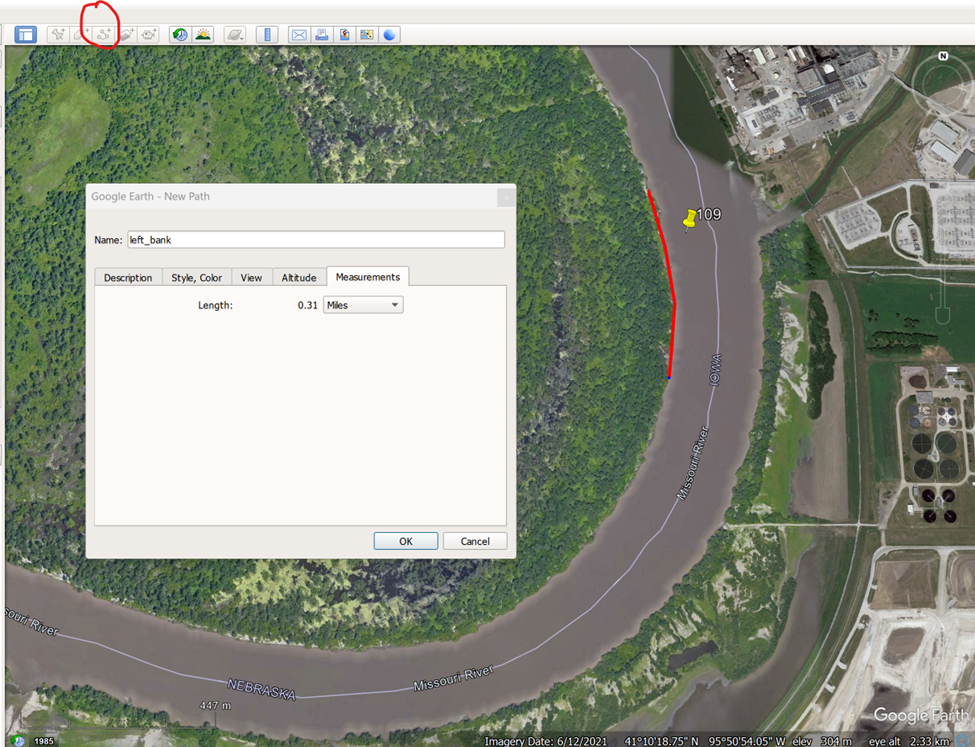 N
Google Earth - New Path
109
Name: left_bank
Description Style, Color View Altitude Measurements
Length: 0.31 Miles
IOWA
Missouri River
OK Cancel
souri River
Missouri River
NEBRASKA
447 m
Google Earth
1985
Imagery Date: 6/12/2021 41°10'18.75" N 95°50'54.05" W elev 304 m eye alt 2.33 km